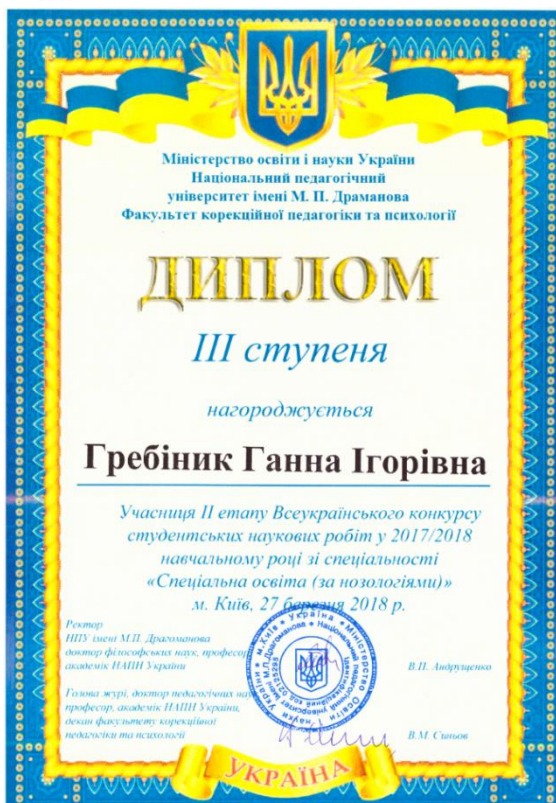 Міністерство освіти і науки України
Національний педагогічний
університет імені М. П. Драманова
Факультет корекційної педагогіки та психології
ДИПЛОМ
III ступеня
нагороджується
Гребіник Ганна Ігорівна
Учасниця II етапу Всеукраїнського конкурсу
студентських наукових робіт у 2017/2018
навчальному році зі спеціальності
«Спеціальна освіта (за нозологіями)»
м. Київ, 27 березня 2018 р.
Ректор
НПУ імені М.П. Драгоманова
доктор філософських наук, професор
академік НАПН України
В.П. Андрущенко
Голова журі, доктор педагогічних наук
професор, академік НАПН України,
декан факультету корекційної
педагогіки та психології
В.М. Синьов
УКРАЇНА